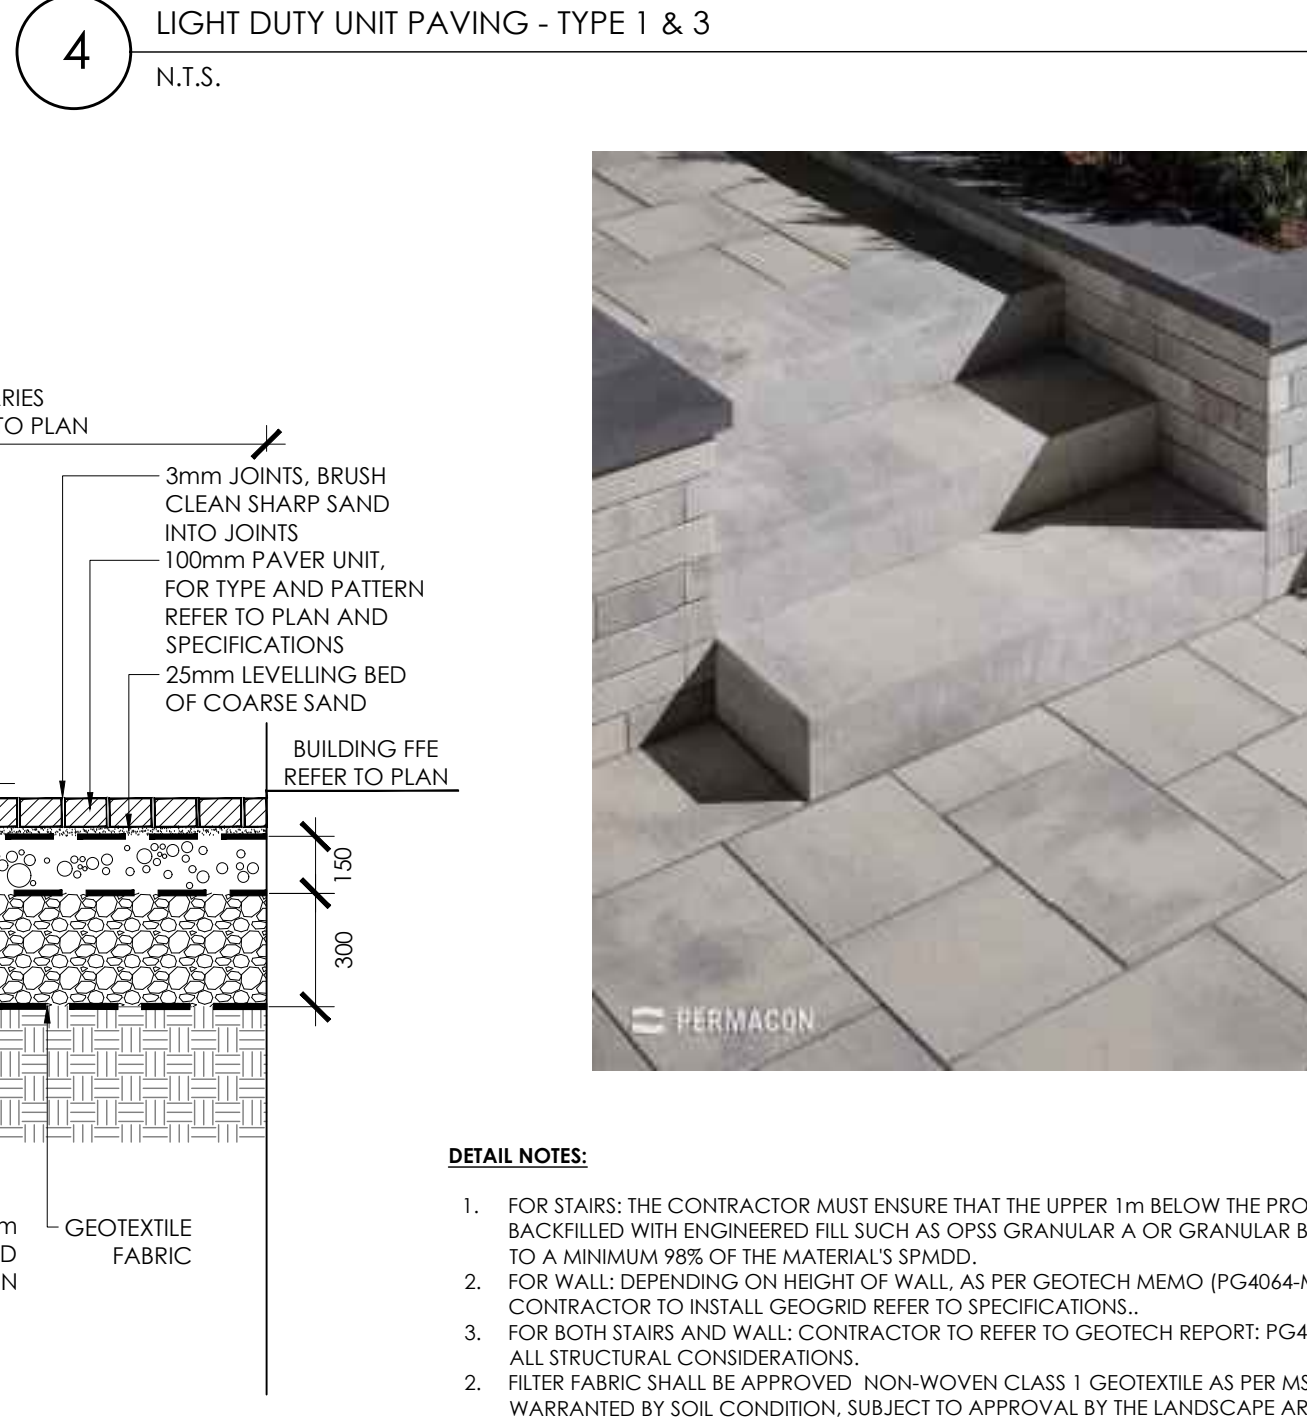 4
LIGHT DUTY UNIT PAVING - TYPE 1 & 3
N.T.S.
TO PLAN
3mm JOINTS, BRUSH
CLEAN SHARP SAND
INTO JOINTS
100mm PAVER UNIT,
FOR TYPE AND PATTERN
REFER TO PLAN AND
SPECIFICATIONS
25mm LEVELLING BED
OF COARSE SAND
BUILDING FFE
REFER TO PLAN
150
300
GEOTEXTILE
FABRIC
PERMACON
DETAIL NOTES:
1. FOR STAIRS: THE CONTRACTOR MUST ENSURE THAT THE UPPER 1m BELOW THE
BACKFILLED WITH ENGINEERED FILL SUCH AS OPSS GRANULAR A OR GRANULAR B
TO A MINIMUM 98% OF THE MATERIAL'S SPMDD.
2. FOR WALL: DEPENDING ON HEIGHT OF WALL, AS PER GEOTECH MEMO (PG4064-
CONTRACTOR TO INSTALL GEOGRID REFER TO SPECIFICATIONS..
3. FOR BOTH STAIRS AND WALL: CONTRACTOR TO REFER TO GEOTECH REPORT: PG4
ALL STRUCTURAL CONSIDERATIONS.
2. FILTER FABRIC SHALL BE APPROVED NON-WOVEN CLASS 1 GEOTEXTILE AS PER
WARRANTED BY SOIL CONDITION, SUBJECT TO APPROVAL BY THE LANDSCAPE